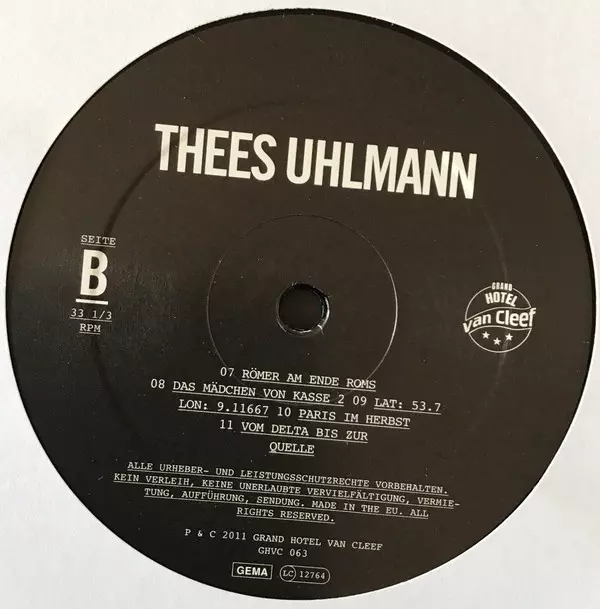 THEES UHLMANN
SEITE
B
33 1/3
RPM
GRAND
HOTEL
van Cleef
07 RÖMER AM ENDE ROMS
08 DAS MÄDCHEN VON KASSE 2 09 LAT: 53.7
LON: 9.11667 10 PARIS IM HERBST
11 VOM DELTA BIS ZUR
QUELLE
ALLE URHEBER- UND LEISTUNGSSCHUTZRECHTE VORBEHALTEN.
KEIN VERLEIH, KEINE UNERLAUBTE VERVIELFÄLTIGUNG, VERMIE-
TUNG, AUFFÜHRUNG, SENDUNG. MADE IN THE EU. ALL
RIGHTS RESERVED.
P & C 2011 GRAND HOTEL VAN CLEEF
GHVC 063
GEMA LC 12764